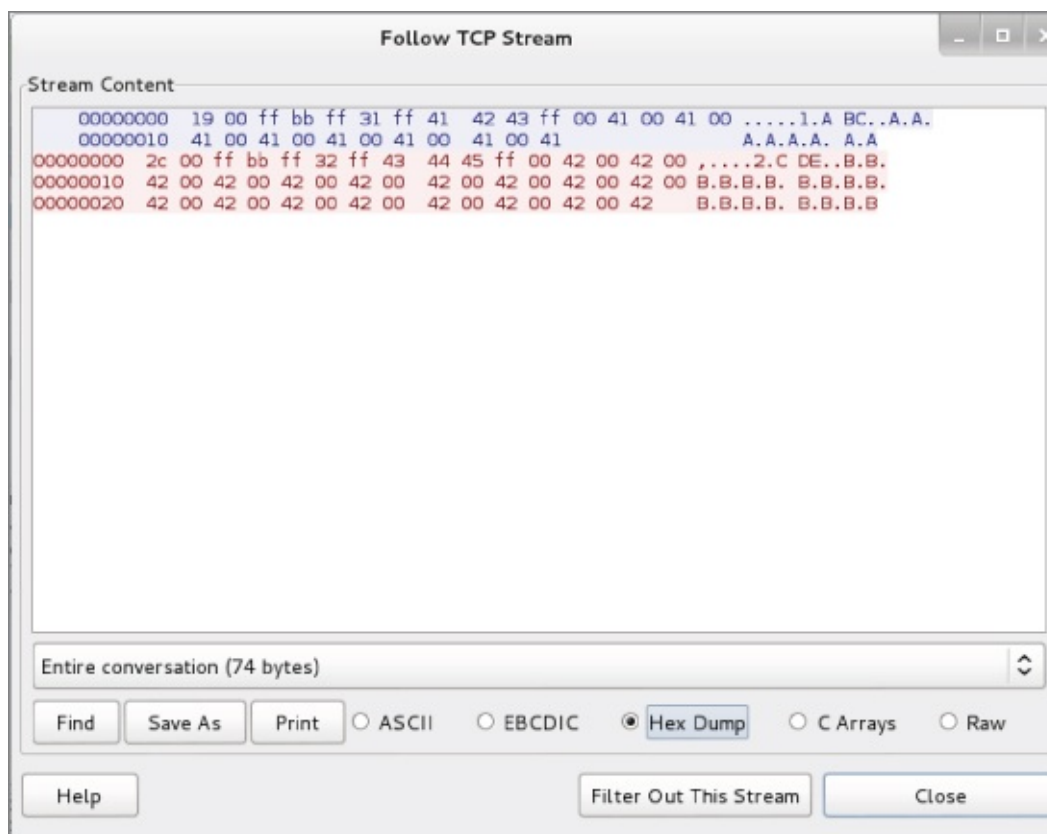 Follow TCP Stream
Stream Content
00000000 19 00 ff bb ff 31 ff 41 42 43 ff 00 41 00 41 00 .....1.A BC..A.A.
00000010 41 00 41 00 41 00 41 00 41 00 41 A.A.A.A. A.A
00000000 2c 00 ff bb ff 32 ff 43 44 45 ff 00 42 00 42 00 ,....2.C DE..B.B.
00000010 42 00 42 00 42 00 42 00 42 00 42 00 42 00 42 00 B.B.B.B. B.B.B.B.
00000020 42 00 42 00 42 00 42 00 42 00 42 00 42 00 42 B.B.B.B. B.B.B.B
Entire conversation (74 bytes)
Find Save As Print ASCII EBCDIC Hex Dump C Arrays Raw
Help Filter Out This Stream Close